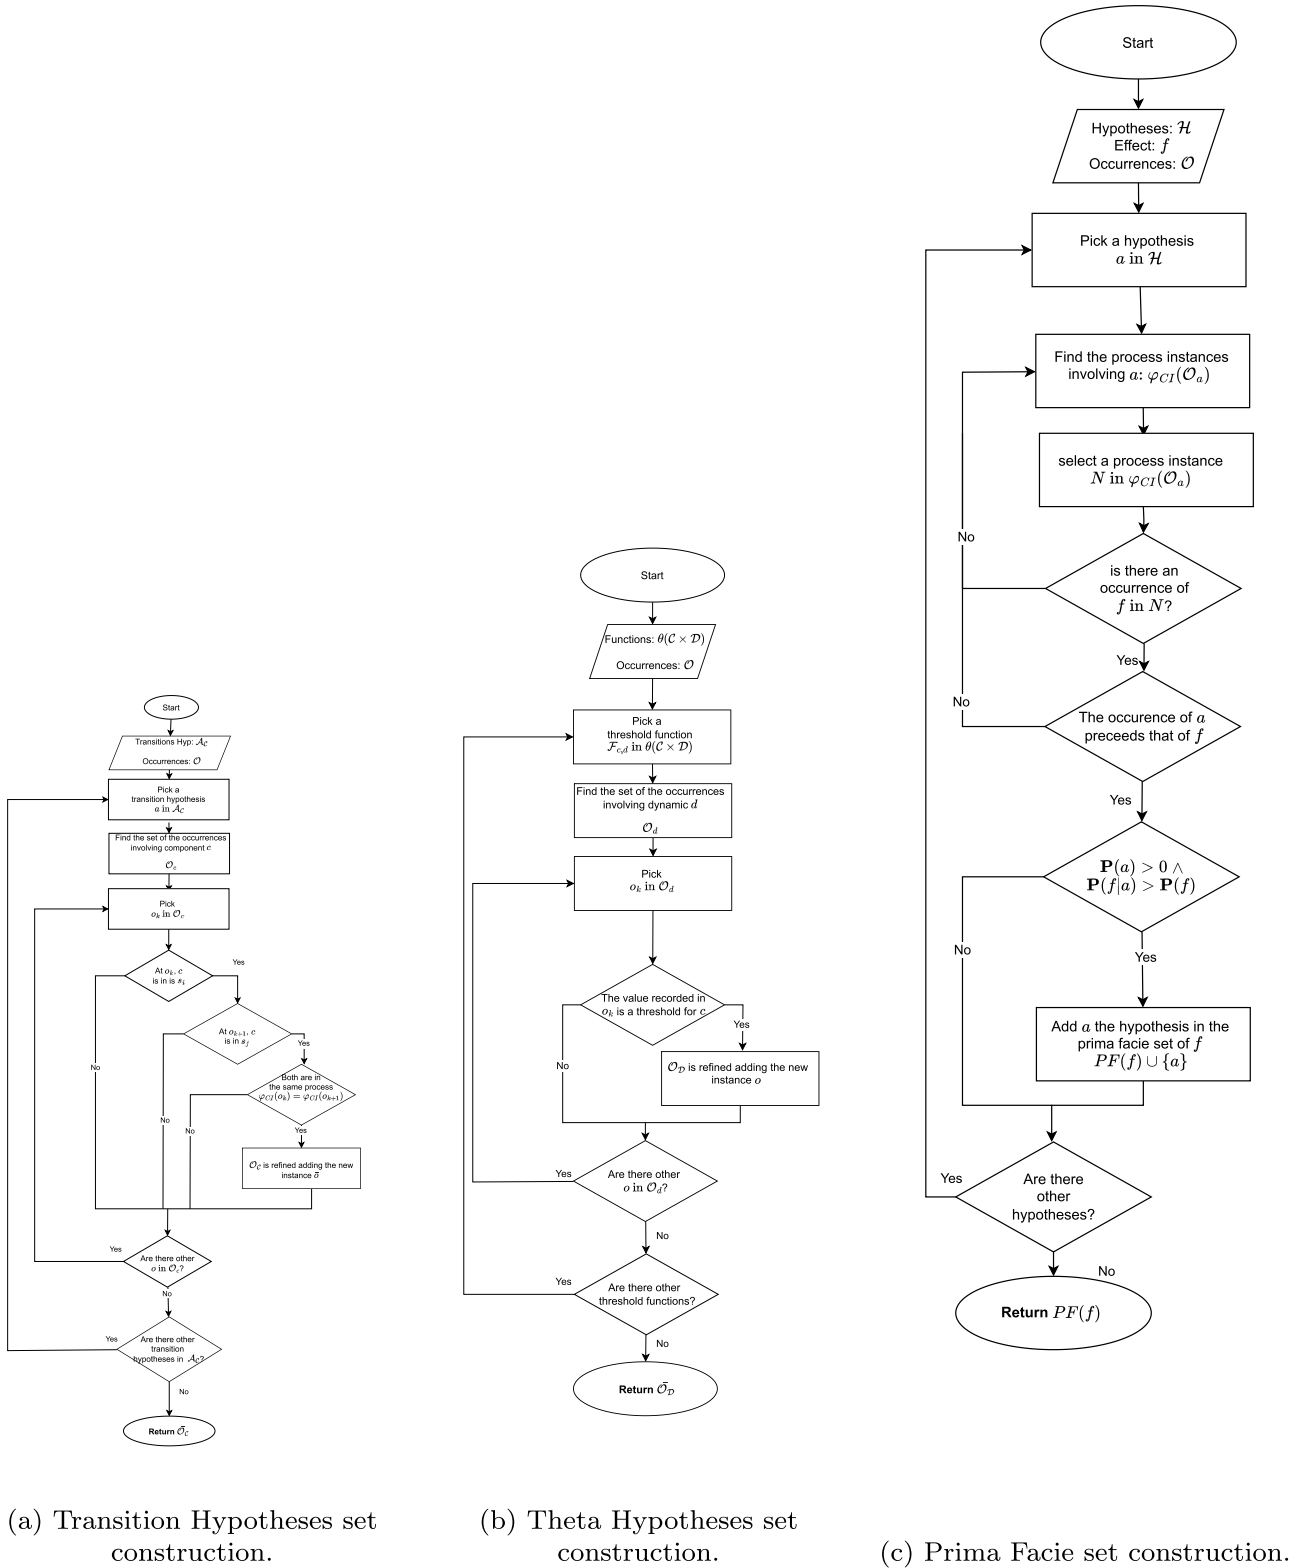 Start
Transitions Hyp: 𝒜_𝒞
Occurrences: 𝒪
Pick a
transition hypothesis
a in 𝒜_𝒞
Find the set of the occurrences
involving component c
𝒪_c
Pick
o_k in 𝒪_c
At o_k, c
is in is s_i
Yes
At o_{k+1}, c
is in s_j
Yes
No
Both are in
the same process
φ_{CI}(o_k) = φ_{CI}(o_{k+1})
No
No
Yes
𝒪_𝒞 is refined adding the new
instance ō
Yes
Are there other
o in 𝒪_c?
No
Yes
Are there other
transition
hypotheses in 𝒜_𝒞?
No
Return 𝒪̄_𝒞
(a) Transition Hypotheses set
construction.
Start
Functions: θ(𝒞 × 𝒟)
Occurrences: 𝒪
Pick a
threshold function
ℱ_{c,d} in θ(𝒞 × 𝒟)
Find the set of the occurrences
involving dynamic d
𝒪_d
Pick
o_k in 𝒪_d
The value recorded in
o_k is a threshold for c
Yes
No
𝒪_𝒟 is refined adding the new
instance o
Yes
Are there other
o in 𝒪_d?
No
Yes
Are there other
threshold functions?
No
Return 𝒪̄_𝒟
(b) Theta Hypotheses set
construction.
Start
Hypotheses: ℋ
Effect: f
Occurrences: 𝒪
Pick a hypothesis
a in ℋ
Find the process instances
involving a: φ_{CI}(𝒪_a)
select a process instance
N in φ_{CI}(𝒪_a)
No
is there an
occurrence of
f in N?
Yes
No
The occurence of a
preceeds that of f
Yes
P(a) > 0 ∧
P(f|a) > P(f)
No
Yes
Add a the hypothesis in the
prima facie set of f
PF(f) ∪ {a}
Yes
Are there
other
hypotheses?
No
Return PF(f)
(c) Prima Facie set construction.